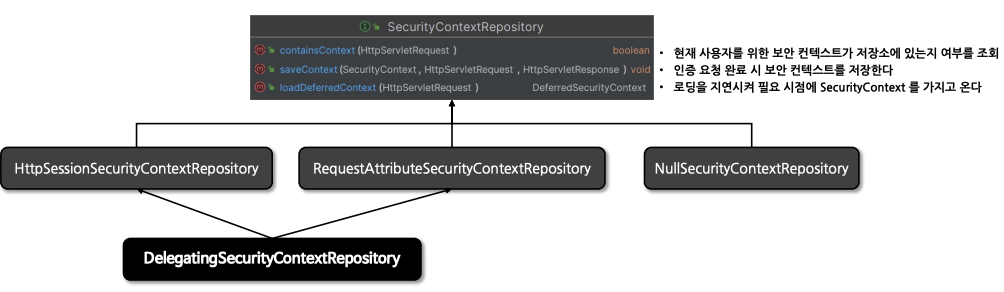 SecurityContextRepository
containsContext(HttpServletRequest) boolean
• 현재 사용자를 위한 보안 컨텍스트가 저장소에 있는지 여부를 조회
saveContext(SecurityContext, HttpServletRequest, HttpServletResponse) void
• 인증 요청 완료 시 보안 컨텍스트를 저장한다
loadDeferredContext(HttpServletRequest) DeferredSecurityContext
• 로딩을 지연시켜 필요 시점에 SecurityContext 를 가지고 온다
HttpSessionSecurityContextRepository
RequestAttributeSecurityContextRepository
NullSecurityContextRepository
DelegatingSecurityContextRepository